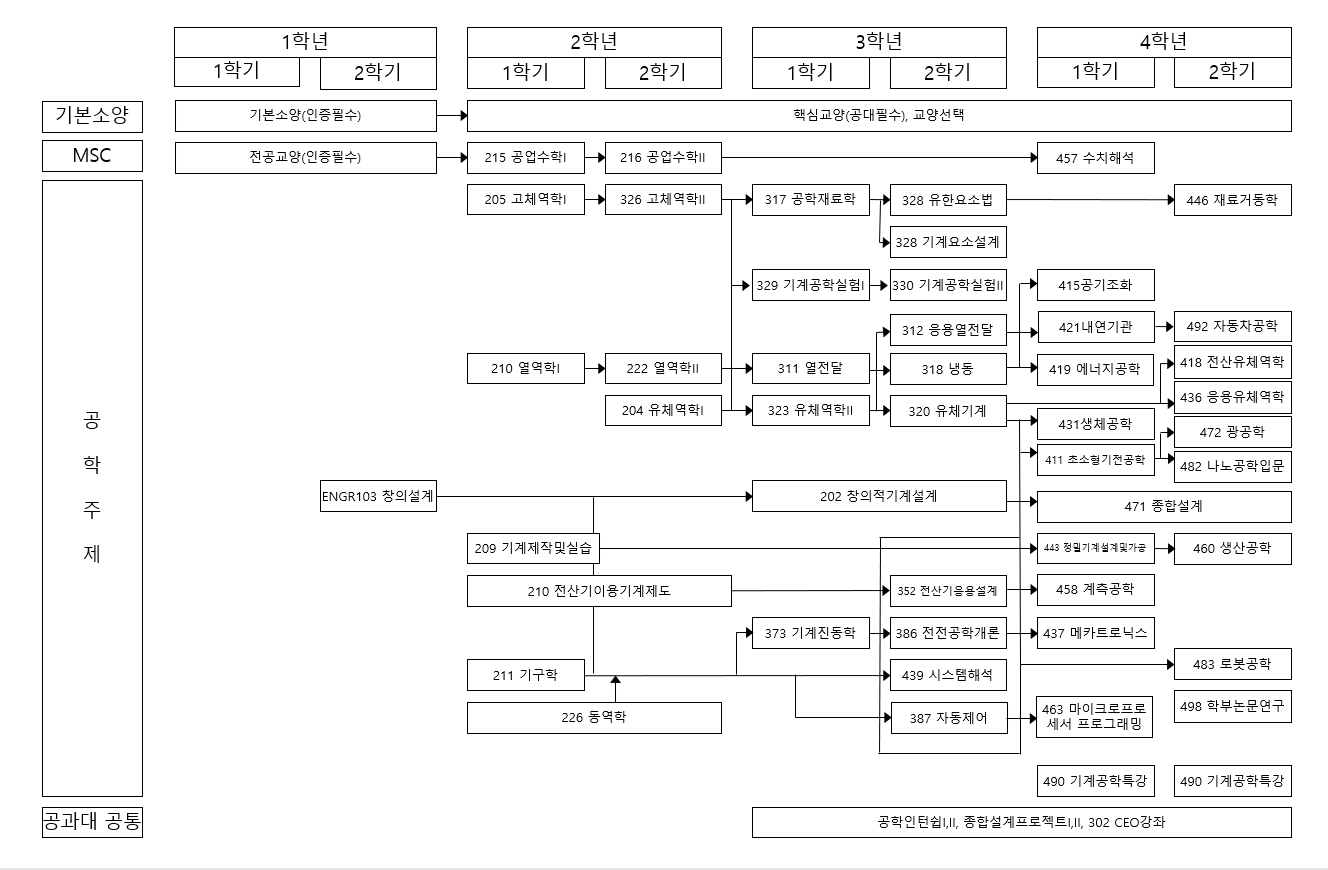 1학년 2학년 3학년 4학년
1학기 2학기 1학기 2학기 1학기 2학기 1학기 2학기
기본소양 기본소양(인증필수) 핵심교양(공대필수), 교양선택
MSC 전공교양(인증필수) 215 공업수학I 216 공업수학II 457 수치해석
205 고체역학I 326 고체역학II 317 공학재료학 328 유한요소법 446 재료거동학
328 기계요소설계
329 기계공학실험I 330 기계공학실험II 415공기조화
312 응용열전달 421내연기관 492 자동차공학
210 열역학I 222 열역학II 311 열전달 318 냉동 419 에너지공학 418 전산유체역학
204 유체역학I 323 유체역학II 320 유체기계 436 응용유체역학
431생체공학 472 광공학
411 초소형기전공학 482 나노공학입문
ENGR103 창의설계 202 창의적기계설계 471 종합설계
209 기계제작및실습 443 정밀기계설계및가공 460 생산공학
210 전산기이용기계제도 352 전산기응용설계 458 계측공학
373 기계진동학 386 전전공학개론 437 메카트로닉스
211 기구학 439 시스템해석 483 로봇공학
226 동역학 387 자동제어 463 마이크로프로
세서 프로그래밍 498 학부논문연구
490 기계공학특강 490 기계공학특강
공
학
주
제
공과대 공통 공학인턴쉽I,II, 종합설계프로젝트I,II, 302 CEO강좌